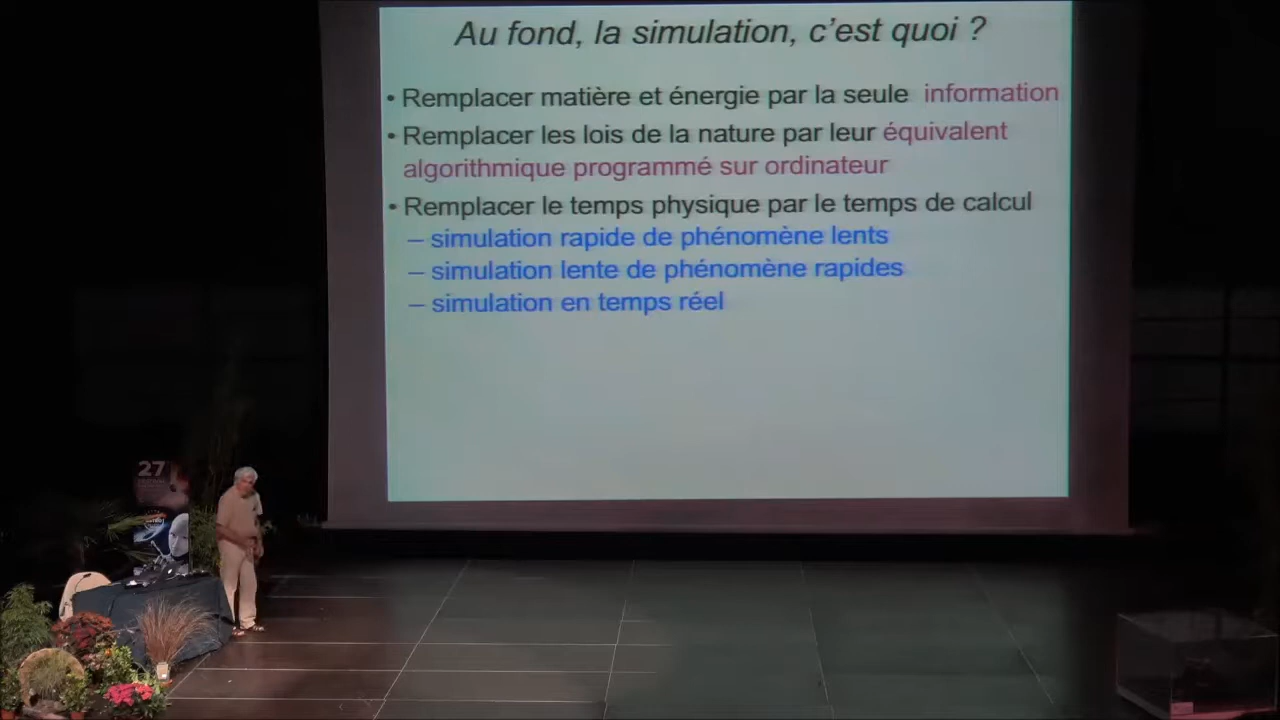 Au fond, la simulation, c'est quoi ?
• Remplacer matière et énergie par la seule information
• Remplacer les lois de la nature par leur équivalent
algorithmique programmé sur ordinateur
• Remplacer le temps physique par le temps de calcul
– simulation rapide de phénomène lents
– simulation lente de phénomène rapides
– simulation en temps réel
27